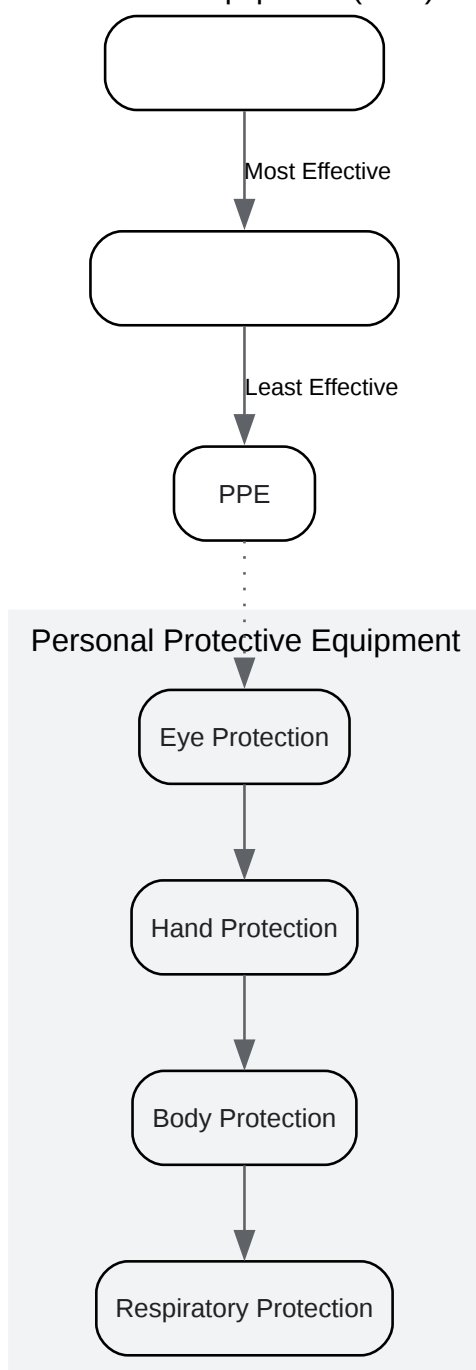 Most Effective
Least Effective
PPE
Personal Protective Equipment
Eye Protection
Hand Protection
Body Protection
Respiratory Protection